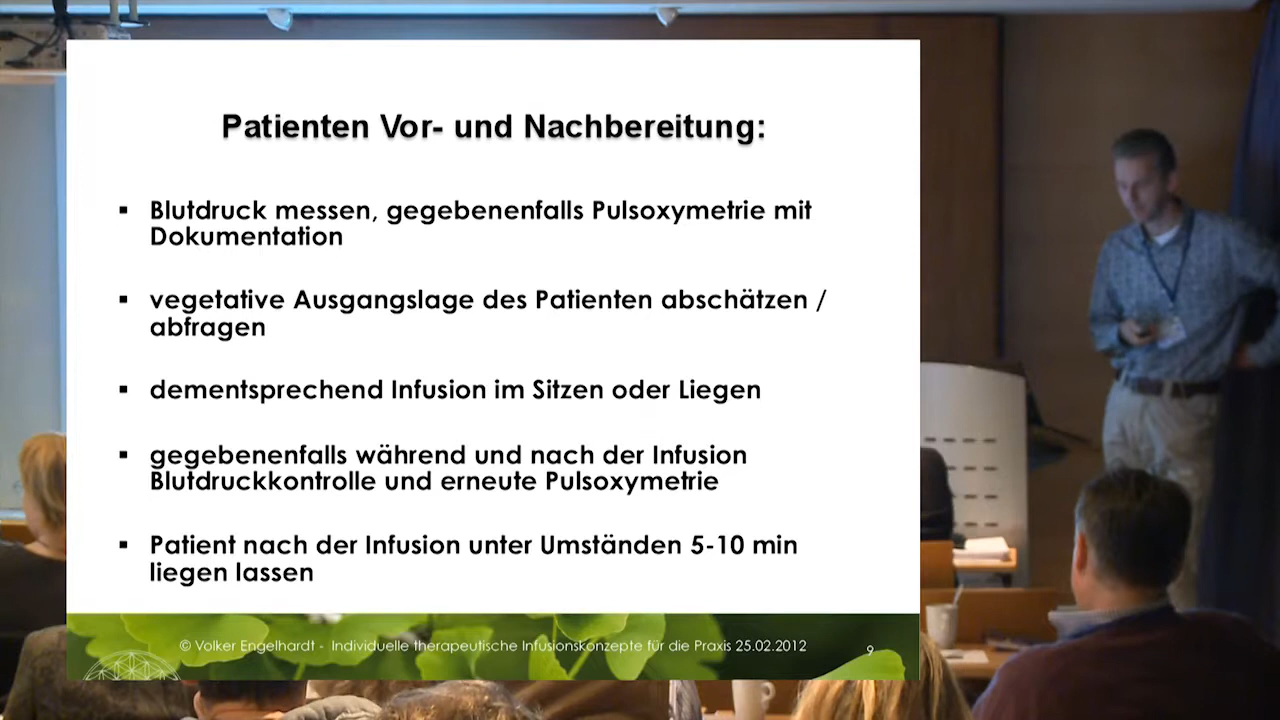 Patienten Vor- und Nachbereitung:
▪ Blutdruck messen, gegebenenfalls Pulsoxymetrie mit
Dokumentation
▪ vegetative Ausgangslage des Patienten abschätzen /
abfragen
▪ dementsprechend Infusion im Sitzen oder Liegen
▪ gegebenenfalls während und nach der Infusion
Blutdruckkontrolle und erneute Pulsoxymetrie
▪ Patient nach der Infusion unter Umständen 5-10 min
liegen lassen
© Volker Engelhardt - Individuelle therapeutische Infusionskonzepte für die Praxis 25.02.2012
9